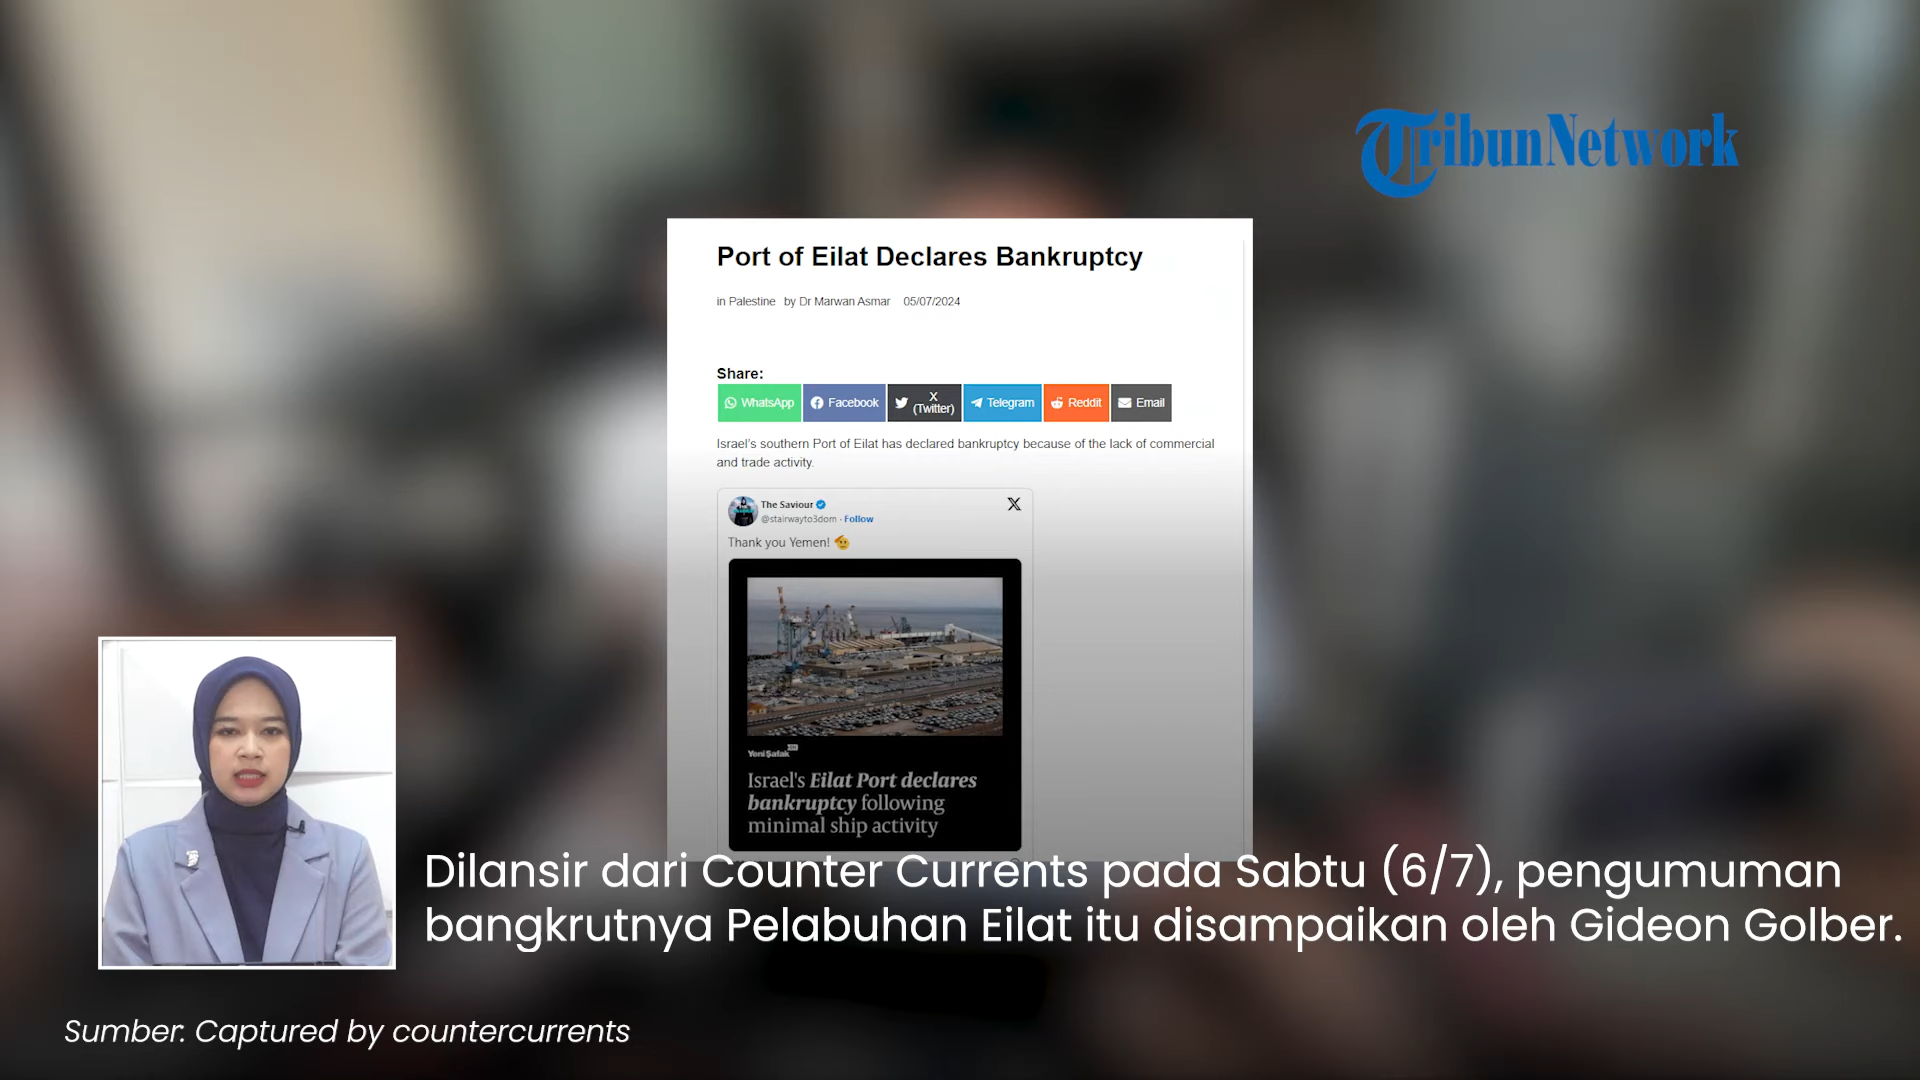 TribunNetwork
Port of Eilat Declares Bankruptcy
in Palestine by Dr Marwan Asmar 05/07/2024
Share:
WhatsApp Facebook X (Twitter) Telegram Reddit Email
Israel's southern Port of Eilat has declared bankruptcy because of the lack of commercial
and trade activity.
The Saviour
@stairwayto3dom · Follow
X
Thank you Yemen!
YeniŞafak
Israel's Eilat Port declares
bankruptcy following
minimal ship activity
Dilansir dari Counter Currents pada Sabtu (6/7), pengumuman
bangkrutnya Pelabuhan Eilat itu disampaikan oleh Gideon Golber.
Sumber: Captured by countercurrents